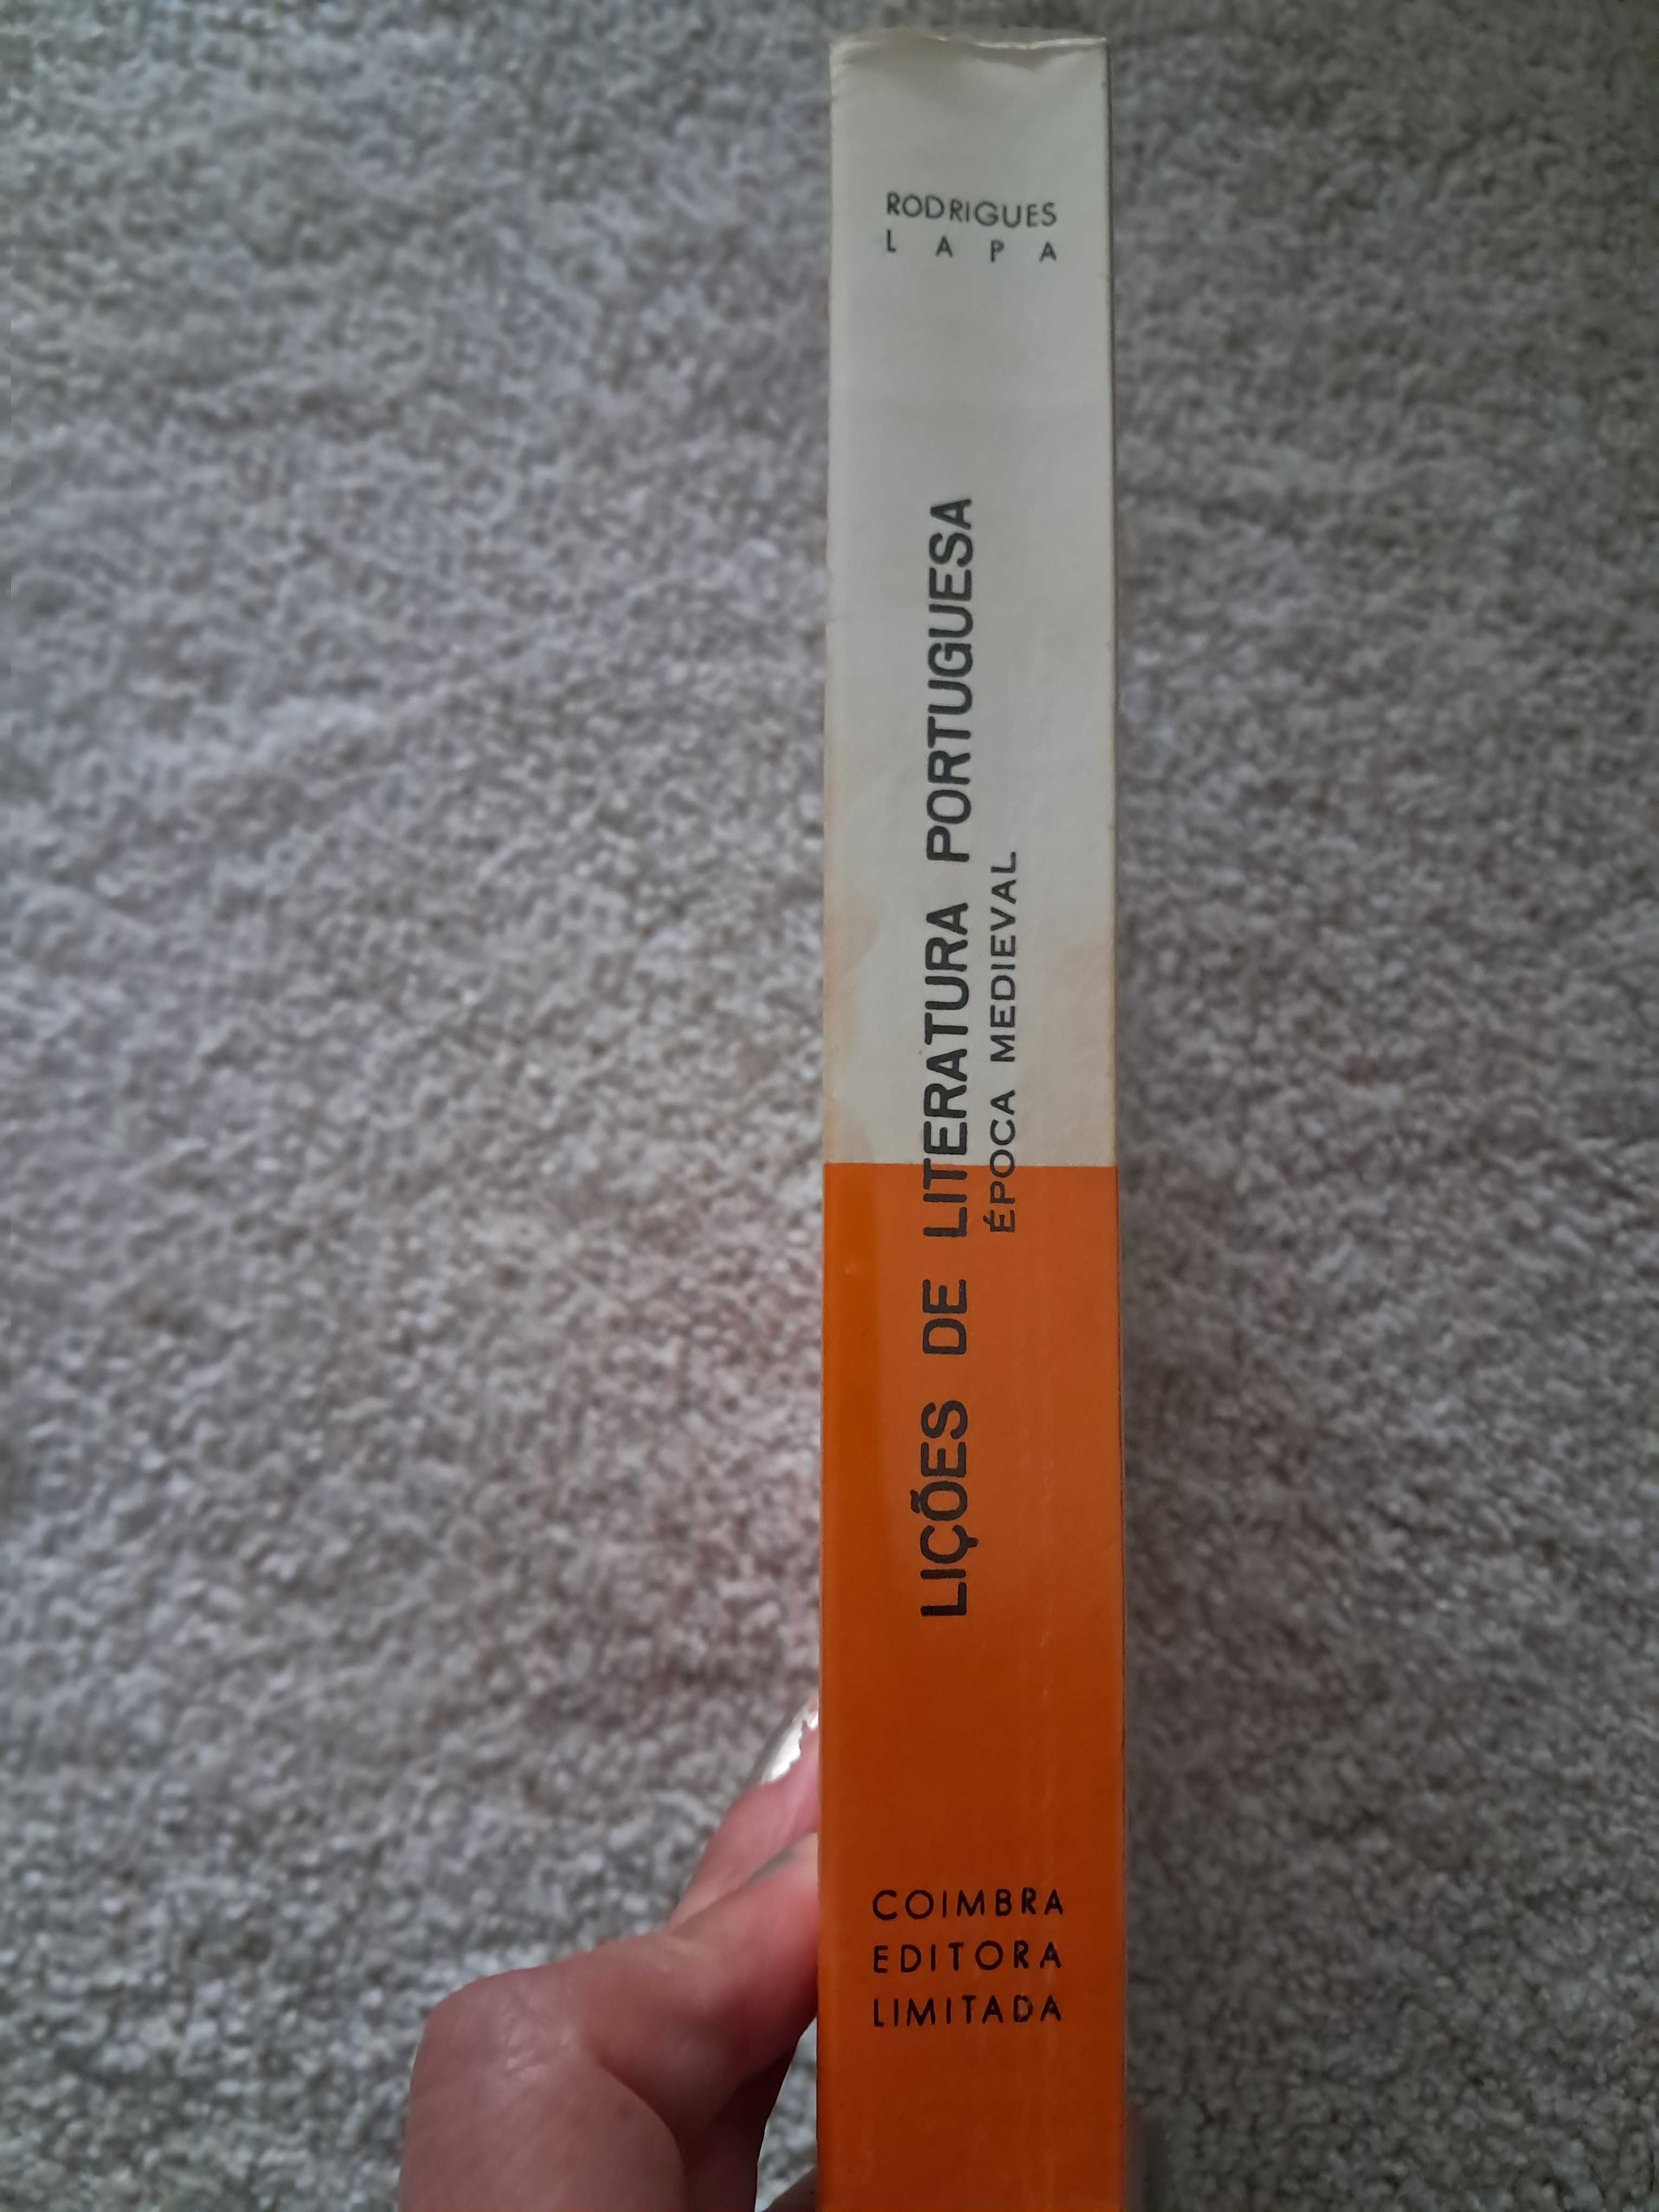 RODRIGUES
LAPA
LIÇÕES DE LITERATURA PORTUGUESA
ÉPOCA MEDIEVAL
COIMBRA
EDITORA
LIMITADA